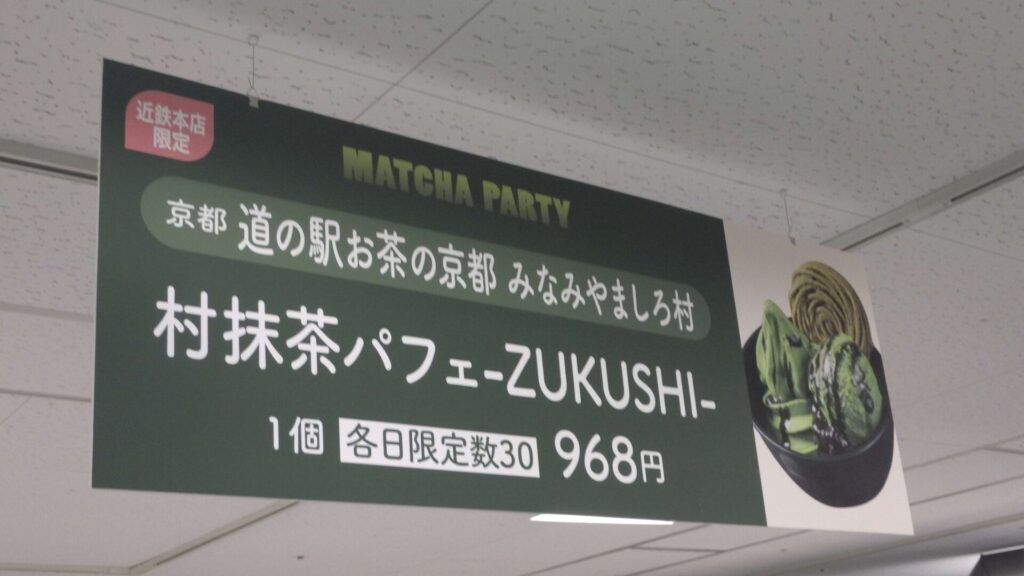 近鉄本店
限定
MATCHA PARTY
京都 道の駅お茶の京都 みなみやましろ村
村抹茶パフェ-ZUKUSHI-
1個 各日限定数30 968円